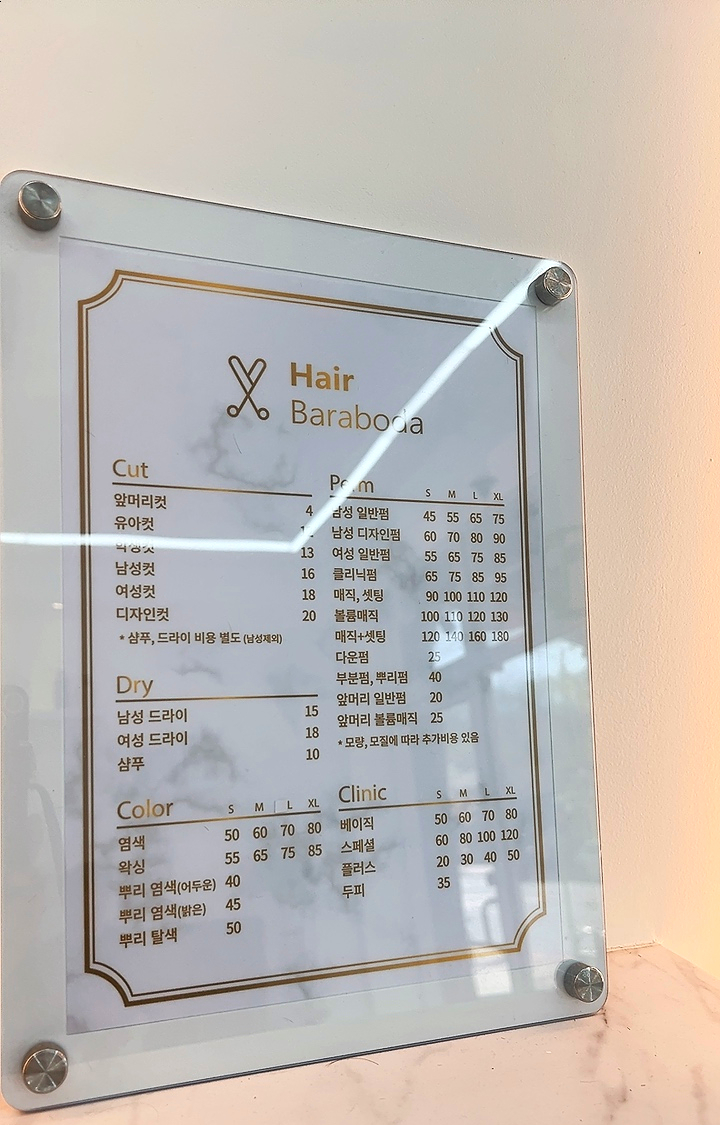 Hair
Baraboda
Cut
앞머리컷 4
유아컷
학생컷 13
남성컷 16
여성컷 18
디자인컷 20
* 샴푸, 드라이 비용 별도 (남성제외)
Dry
남성 드라이 15
여성 드라이 18
샴푸 10
Color S M L XL
염색 50 60 70 80
왁싱 55 65 75 85
뿌리 염색(어두운) 40
뿌리 염색(밝은) 45
뿌리 탈색 50
Perm S M L XL
남성 일반펌 45 55 65 75
남성 디자인펌 60 70 80 90
여성 일반펌 55 65 75 85
클리닉펌 65 75 85 95
매직, 셋팅 90 100 110 120
볼륨매직 100 110 120 130
매직+셋팅 120 140 160 180
다운펌 25
부분펌, 뿌리펌 40
앞머리 일반펌 20
앞머리 볼륨매직 25
* 모량, 모질에 따라 추가비용 있음
Clinic S M L XL
베이직 50 60 70 80
스페셜 60 80 100 120
플러스 20 30 40 50
두피 35